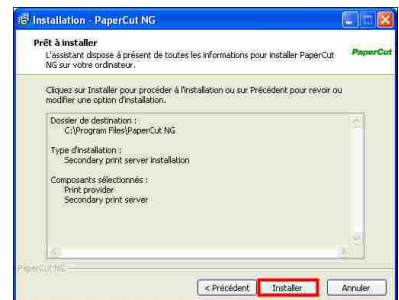 Installation - PaperCut NG
Prêt à installer
L'assistant dispose à présent de toutes les informations pour installer PaperCut
NG sur votre ordinateur.
PaperCut
Cliquez sur Installer pour procéder à l'installation ou sur Précédent pour revoir ou
modifier une option d'installation.
Dossier de destination :
C:\Program Files\PaperCut NG
Type d'installation :
Secondary print server installation
Composants sélectionnés :
Print provider
Secondary print server
PaperCut NG
< Précédent
Installer
Annuler